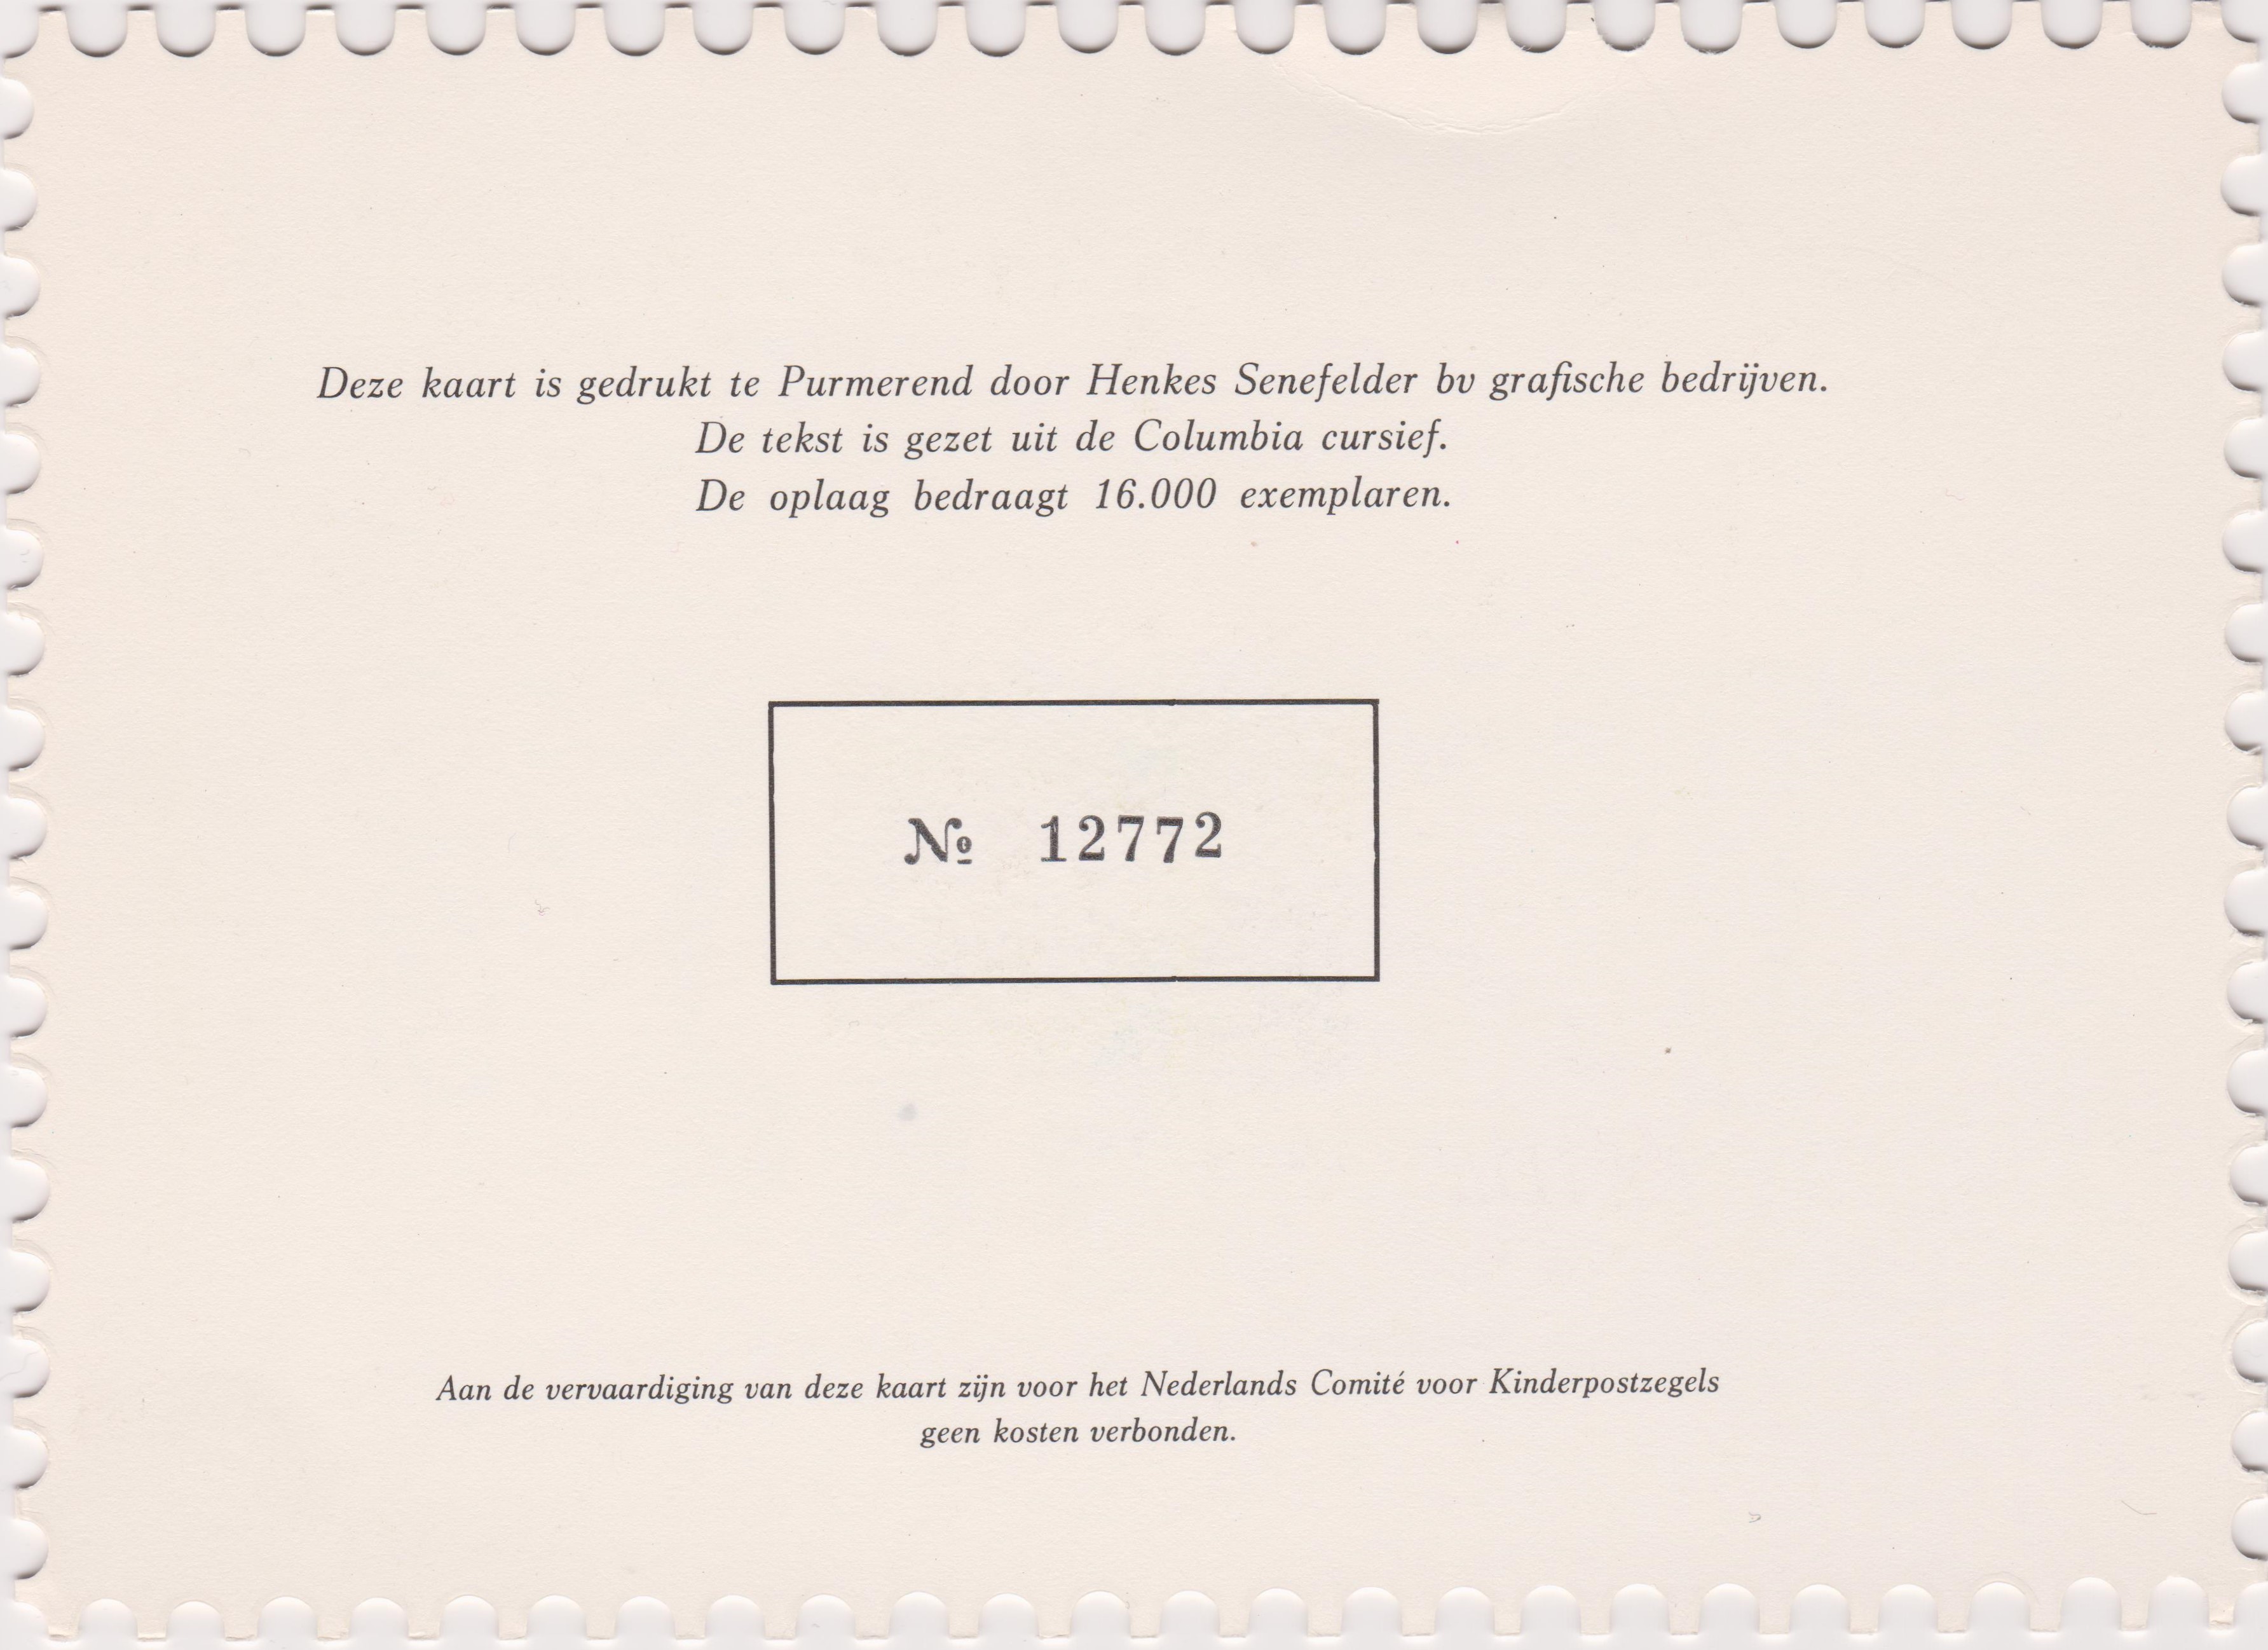 Deze kaart is gedrukt te Purmerend door Henkes Senefelder bv grafische bedrijven.
De tekst is gezet uit de Columbia cursief.
De oplaag bedraagt 16.000 exemplaren.
№ 12772
Aan de vervaardiging van deze kaart zijn voor het Nederlands Comité voor Kinderpostzegels
geen kosten verbonden.